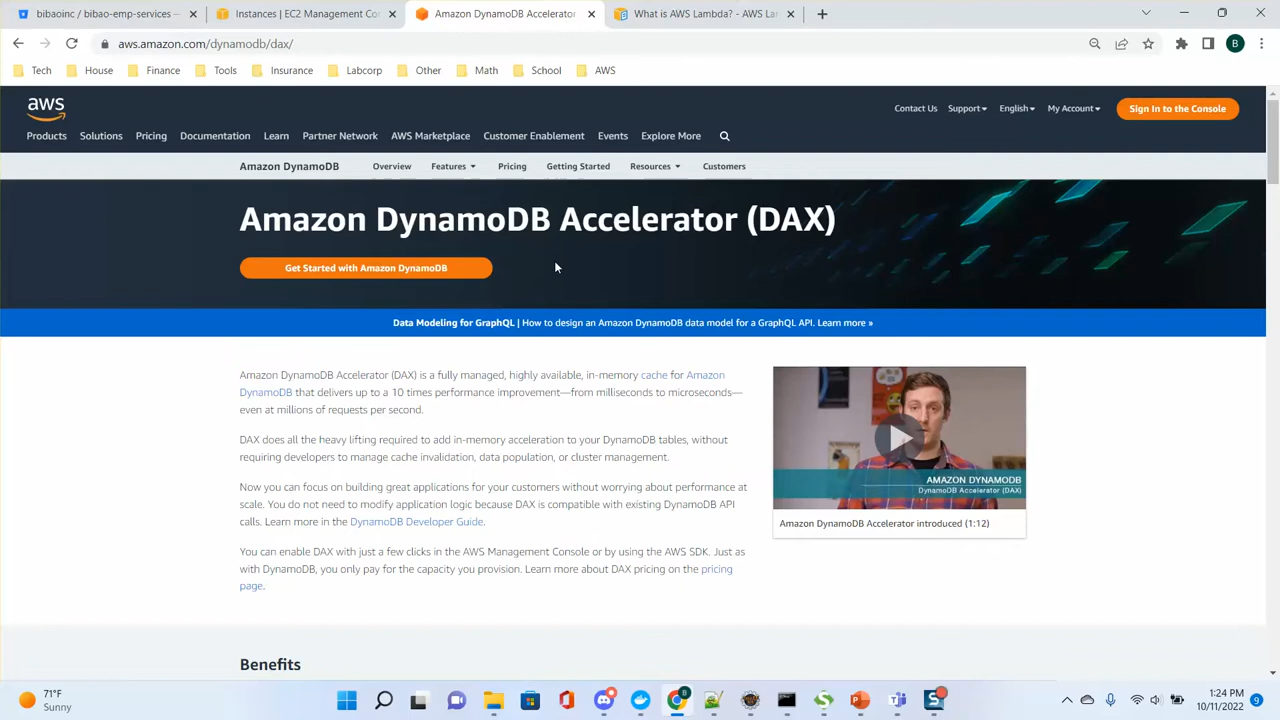 bibaoinc / bibao-emp-services —
Instances | EC2 Management Co
Amazon DynamoDB Accelerator
What is AWS Lambda? - AWS La
aws.amazon.com/dynamodb/dax/
B
Tech
House
Finance
Tools
Insurance
Labcorp
Other
Math
School
AWS
aws
Contact Us
Support
English
My Account
Sign In to the Console
Products
Solutions
Pricing
Documentation
Learn
Partner Network
AWS Marketplace
Customer Enablement
Events
Explore More
Amazon DynamoDB
Overview
Features
Pricing
Getting Started
Resources
Customers
Amazon DynamoDB Accelerator (DAX)
Get Started with Amazon DynamoDB
Data Modeling for GraphQL | How to design an Amazon DynamoDB data model for a GraphQL API. Learn more »
Amazon DynamoDB Accelerator (DAX) is a fully managed, highly available, in-memory cache for Amazon
DynamoDB that delivers up to a 10 times performance improvement—from milliseconds to microseconds—
even at millions of requests per second.
DAX does all the heavy lifting required to add in-memory acceleration to your DynamoDB tables, without
requiring developers to manage cache invalidation, data population, or cluster management.
Now you can focus on building great applications for your customers without worrying about performance at
scale. You do not need to modify application logic because DAX is compatible with existing DynamoDB API
calls. Learn more in the DynamoDB Developer Guide.
You can enable DAX with just a few clicks in the AWS Management Console or by using the AWS SDK. Just as
with DynamoDB, you only pay for the capacity you provision. Learn more about DAX pricing on the pricing
page.
AMAZON DYNAMODB
DynamoDB Accelerator (DAX)
Amazon DynamoDB Accelerator introduced (1:12)
Benefits
71°F
Sunny
1:24 PM
10/11/2022
9